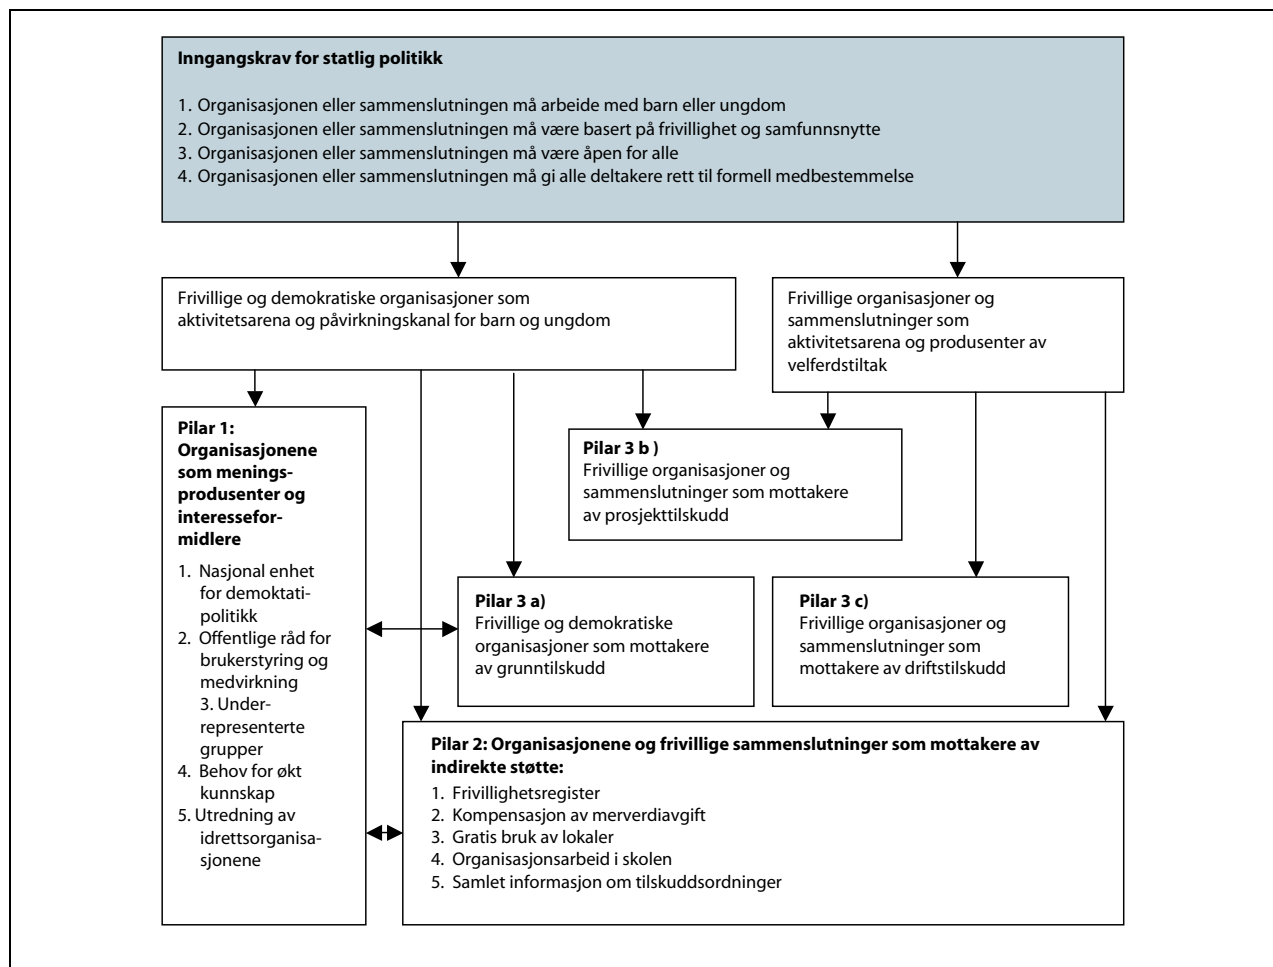 Inngangskrav for statlig politikk
1. Organisasjonen eller sammenslutningen må arbeide med barn eller ungdom
2. Organisasjonen eller sammenslutningen må være basert på frivillighet og samfunnsnytte
3. Organisasjonen eller sammenslutningen må være åpen for alle
4. Organisasjonen eller sammenslutningen må gi alle deltakere rett til formell medbestemmelse
Frivillige og demokratiske organisasjoner som
aktivitetsarena og påvirkningskanal for barn og ungdom
Frivillige organisasjoner og
sammenslutninger som
aktivitetsarena og produsenter av
velferdstiltak
Pilar 1:
Organisasjonene
som menings-
produsenter og
interessefor-
midlere
1. Nasjonal enhet
for demoktati-
politikk
2. Offentlige råd for
brukerstyring og
medvirkning
3. Under-
representerte
grupper
4. Behov for økt
kunnskap
5. Utredning av
idrettsorganisa-
sjonene
Pilar 3 b )
Frivillige organisasjoner og
sammenslutninger som mottakere
av prosjekttilskudd
Pilar 3 a)
Frivillige og demokratiske
organisasjoner som mottakere
av grunntilskudd
Pilar 3 c)
Frivillige organisasjoner og
sammenslutninger som
mottakere av driftstilskudd
Pilar 2: Organisasjonene og frivillige sammenslutninger som mottakere av
indirekte støtte:
1. Frivillighetsregister
2. Kompensasjon av merverdiavgift
3. Gratis bruk av lokaler
4. Organisasjonsarbeid i skolen
5. Samlet informasjon om tilskuddsordninger